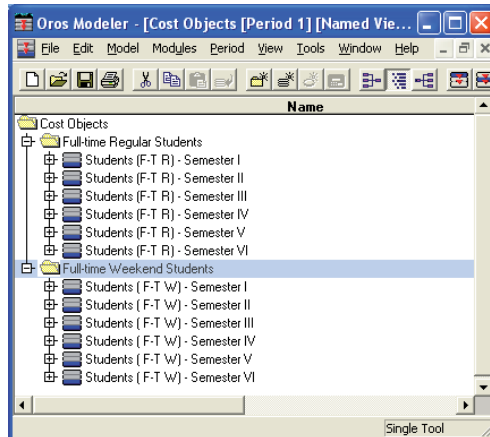 Oros Modeler - [Cost Objects [Period 1] [Named Vie...
File Edit Model Modules Period View Tools Window Help
Name
Cost Objects
Full-time Regular Students
Students (F-T R) - Semester I
Students (F-T R) - Semester II
Students (F-T R) - Semester III
Students (F-T R) - Semester IV
Students (F-T R) - Semester V
Students (F-T R) - Semester VI
Full-time Weekend Students
Students ( F-T W) - Semester I
Students ( F-T W) - Semester II
Students ( F-T W) - Semester III
Students ( F-T W) - Semester IV
Students ( F-T W) - Semester V
Students ( F-T W) - Semester VI
Single Tool